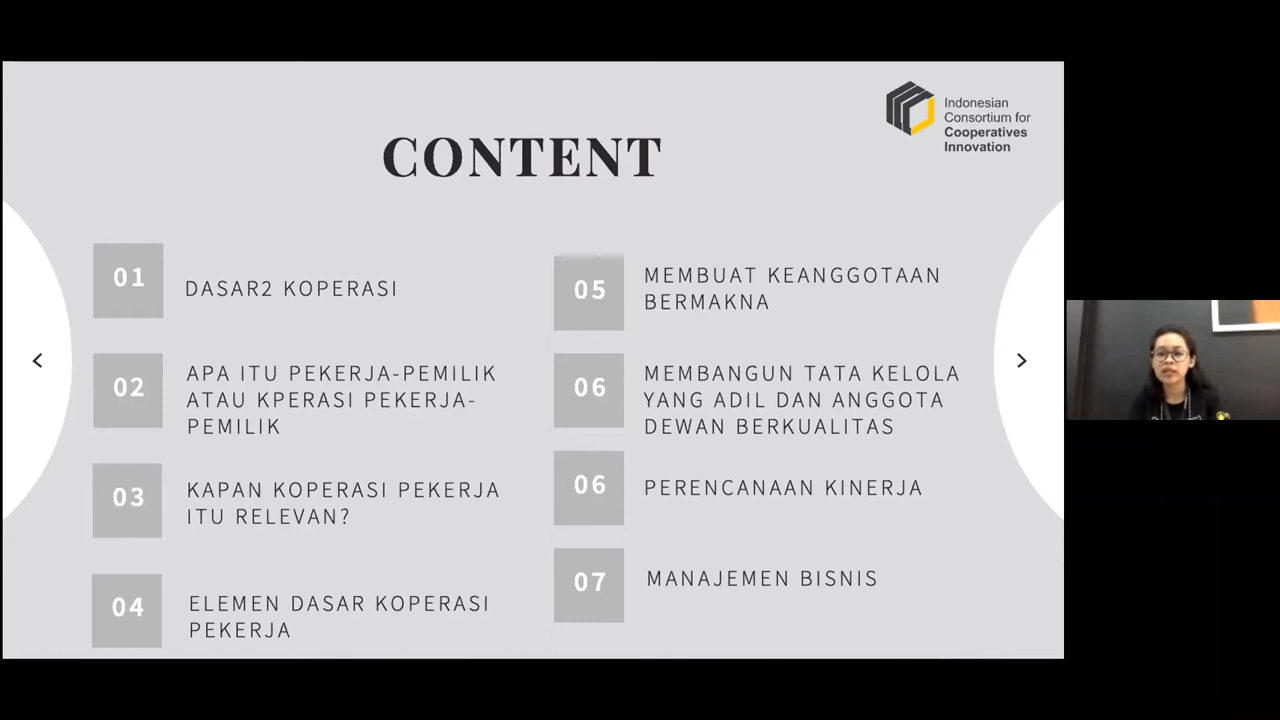 Indonesian
Consortium for
Cooperatives
Innovation
CONTENT
01
DASAR2 KOPERASI
02
APA ITU PEKERJA-PEMILIK
ATAU KPERASI PEKERJA-
PEMILIK
03
KAPAN KOPERASI PEKERJA
ITU RELEVAN?
04
ELEMEN DASAR KOPERASI
PEKERJA
05
MEMBUAT KEANGGOTAAN
BERMAKNA
06
MEMBANGUN TATA KELOLA
YANG ADIL DAN ANGGOTA
DEWAN BERKUALITAS
06
PERENCANAAN KINERJA
07
MANAJEMEN BISNIS